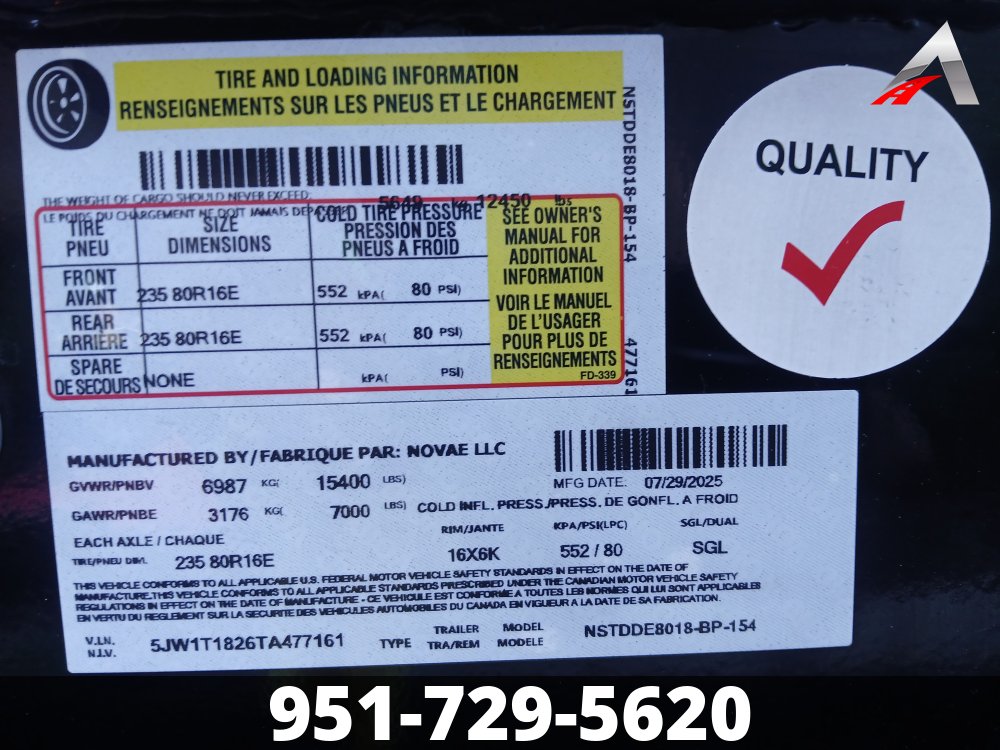 TIRE AND LOADING INFORMATION
RENSEIGNEMENTS SUR LES PNEUS ET LE CHARGEMENT
THE WEIGHT OF CARGO SHOULD NEVER EXCEED:
LE POIDS DU CHARGEMENT NE DOIT JAMAIS DEPASSER: 5649 KG 12450 lbs
TIRE
PNEU
SIZE
DIMENSIONS
COLD TIRE PRESSURE
PRESSION DES
PNEUS A FROID
FRONT
AVANT
235 80R16E 552 kPA( 80 PSI)
REAR
ARRIÈRE
235 80R16E 552 kPA( 80 PSI)
SPARE
DE SECOURS
NONE kPA( PSI)
SEE OWNER'S
MANUAL FOR
ADDITIONAL
INFORMATION
VOIR LE MANUEL
DE L'USAGER
POUR PLUS DE
RENSEIGNEMENTS
FD-339
NSTDDE8018-BP-154
477161
QUALITY
MANUFACTURED BY/FABRIQUE PAR: NOVAE LLC
GVWR/PNBV 6987 KG( 15400 LBS)
MFG DATE: 07/29/2025
GAWR/PNBE 3176 KG( 7000 LBS)
COLD INFL. PRESS./PRESS. DE GONFL. A FROID
EACH AXLE / CHAQUE
RIM/JANTE KPA/PSI(LPC) SGL/DUAL
TIRE/PNEU DIM. 235 80R16E 16X6K 552 / 80 SGL
THIS VEHICLE CONFORMS TO ALL APPLICABLE U.S. FEDERAL MOTOR VEHICLE SAFETY STANDARDS IN EFFECT ON THE DATE OF
MANUFACTURE.THIS VEHICLE CONFORMS TO ALL APPLICABLE STANDARDS PRESCRIBED UNDER THE CANADIAN MOTOR VEHICLE SAFETY
REGULATIONS IN EFFECT ON THE DATE OF MANUFACTURE - CE VEHICULE EST CONFORME A TOUTES LES NORMES QUI LUI SONT APPLICABLES
EN VERTU DU REGLEMENT SUR LA SECURITE DES VEHICULES AUTOMOBILES DU CANADA EN VIGUEUR A LA DATE DE SA FABRICATION.
V.I.N.
N.I.V.
5JW1T1826TA477161
TYPE
TRAILER
TRA/REM
MODEL
MODELE
NSTDDE8018-BP-154
951-729-5620